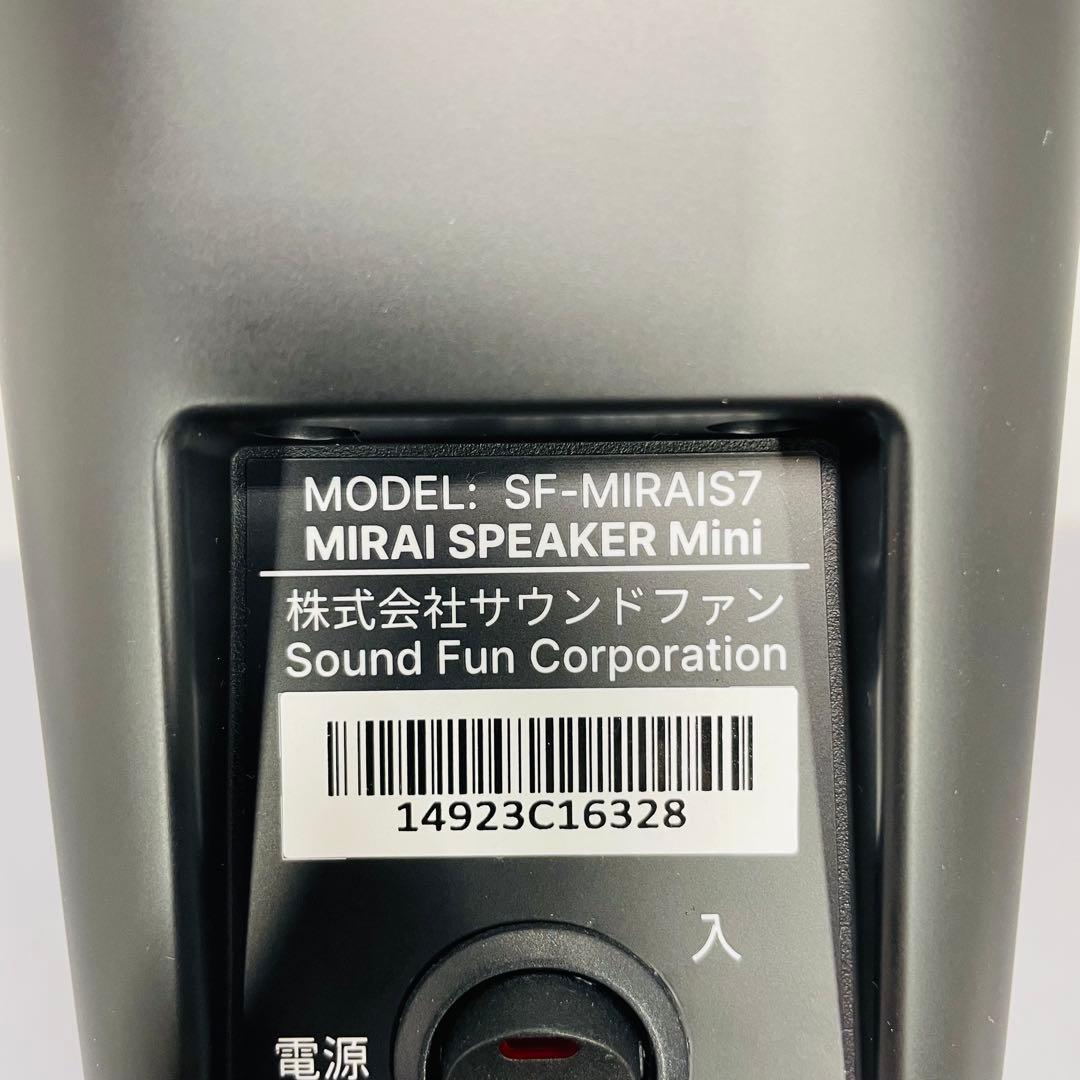 MODEL: SF-MIRAIS7
MIRAI SPEAKER Mini
株式会社サウンドファン
Sound Fun Corporation
14923C16328
入
電源